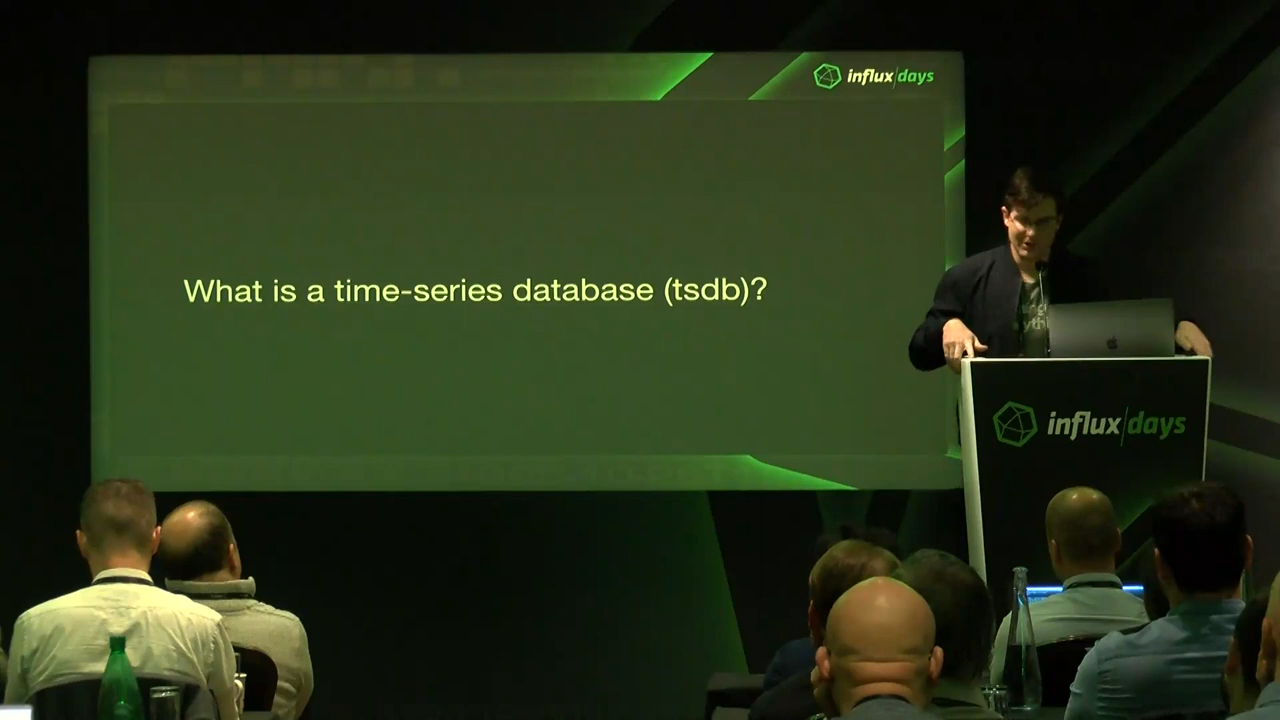 influx|days
What is a time-series database (tsdb)?
influx|days